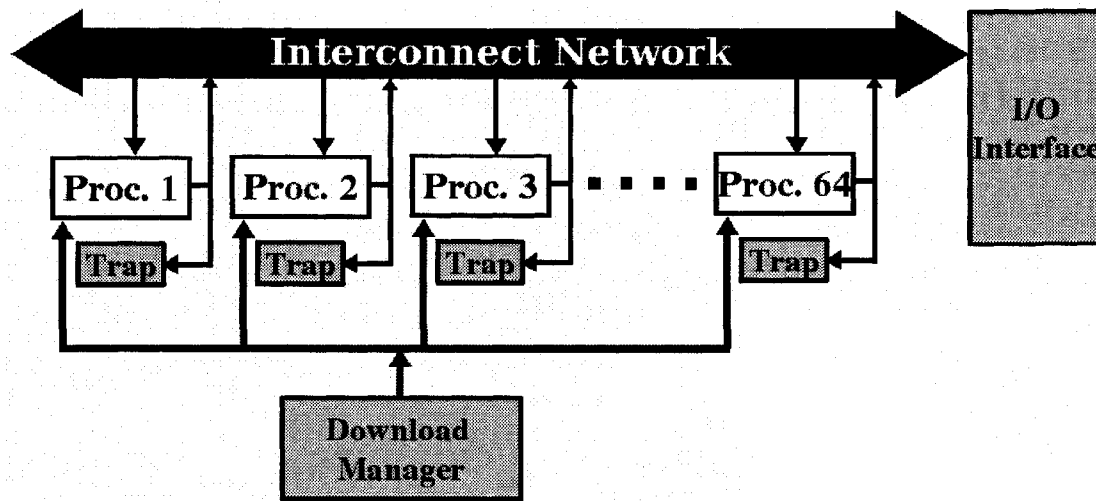 Interconnect Network
I/O
Interface
Proc. 1
Proc. 2
Proc. 3
Proc. 64
Trap
Trap
Trap
Trap
Download
Manager